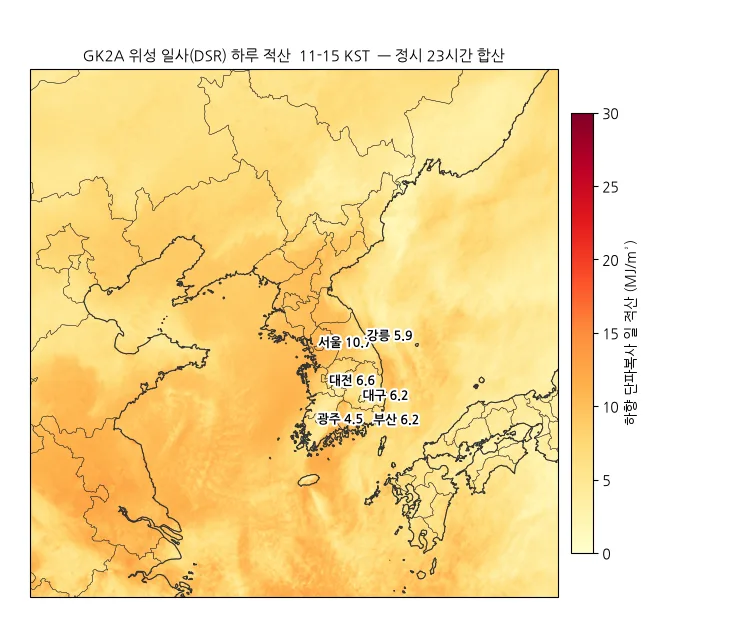 GK2A 위성 일사(DSR) 하루 적산 11-15 KST — 정시 23시간 합산
30
25
20
15
10
5
0
하향 단파복사 일 적산 (MJ/m²)
강릉 5.9
서울 10.7
대전 6.6
대구 6.2
광주 4.5
부산 6.2